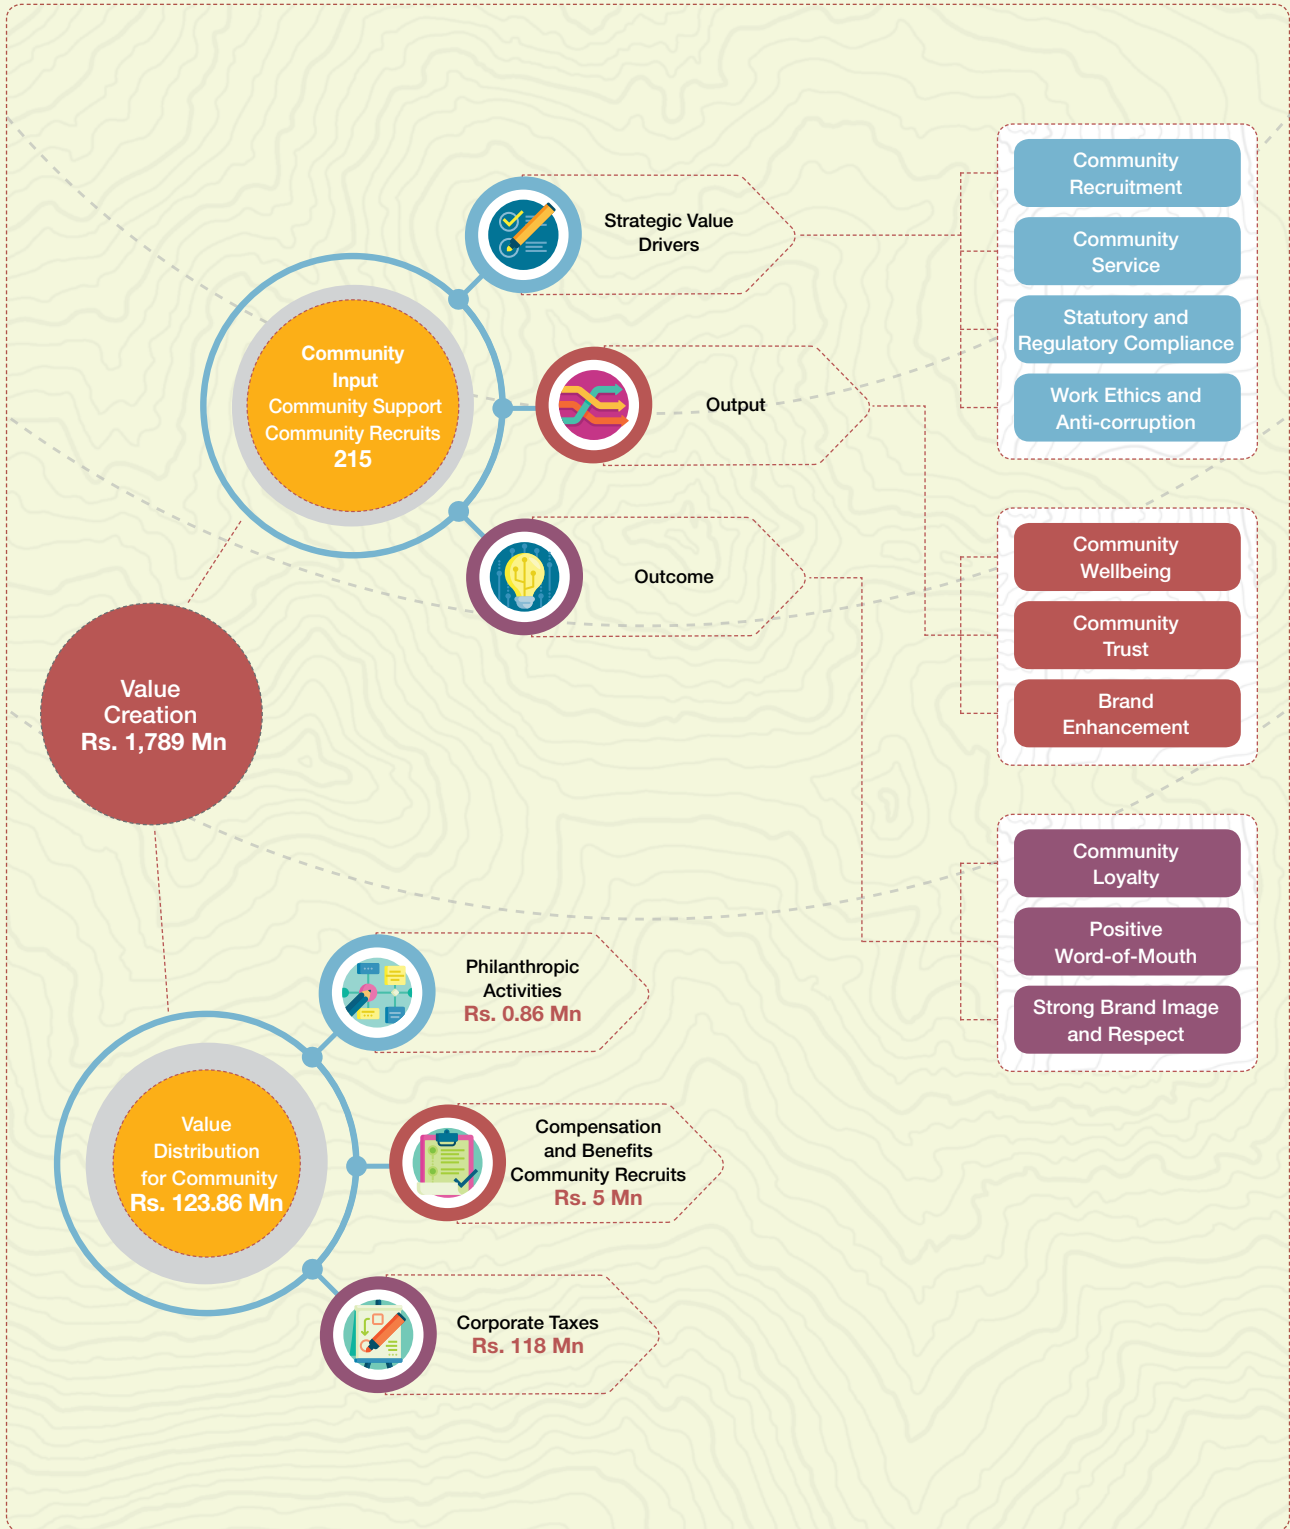 Strategic Value
Drivers
Community
Input
Community Support
Community Recruits
215
Output
Outcome
Community
Recruitment
Community
Service
Statutory and
Regulatory Compliance
Work Ethics and
Anti-corruption
Community
Wellbeing
Community
Trust
Brand
Enhancement
Community
Loyalty
Positive
Word-of-Mouth
Strong Brand Image
and Respect
Value
Creation
Rs. 1,789 Mn
Value
Distribution
for Community
Rs. 123.86 Mn
Philanthropic
Activities
Rs. 0.86 Mn
Compensation
and Benefits
Community Recruits
Rs. 5 Mn
Corporate Taxes
Rs. 118 Mn